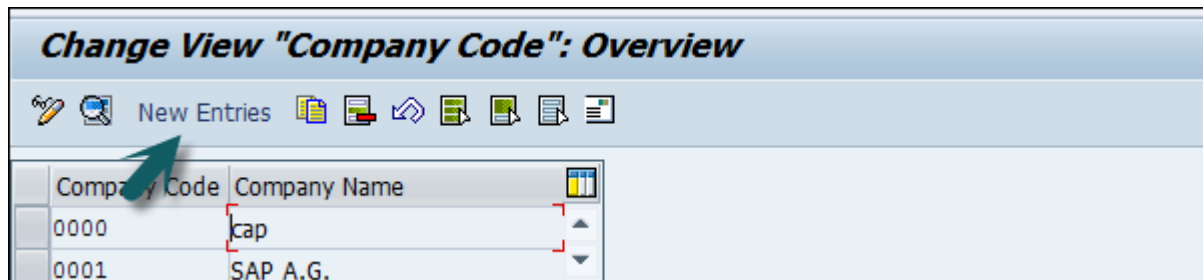 Change View "Company Code": Overview
New Entries
Company Code Company Name
0000 cap
0001 SAP A.G.